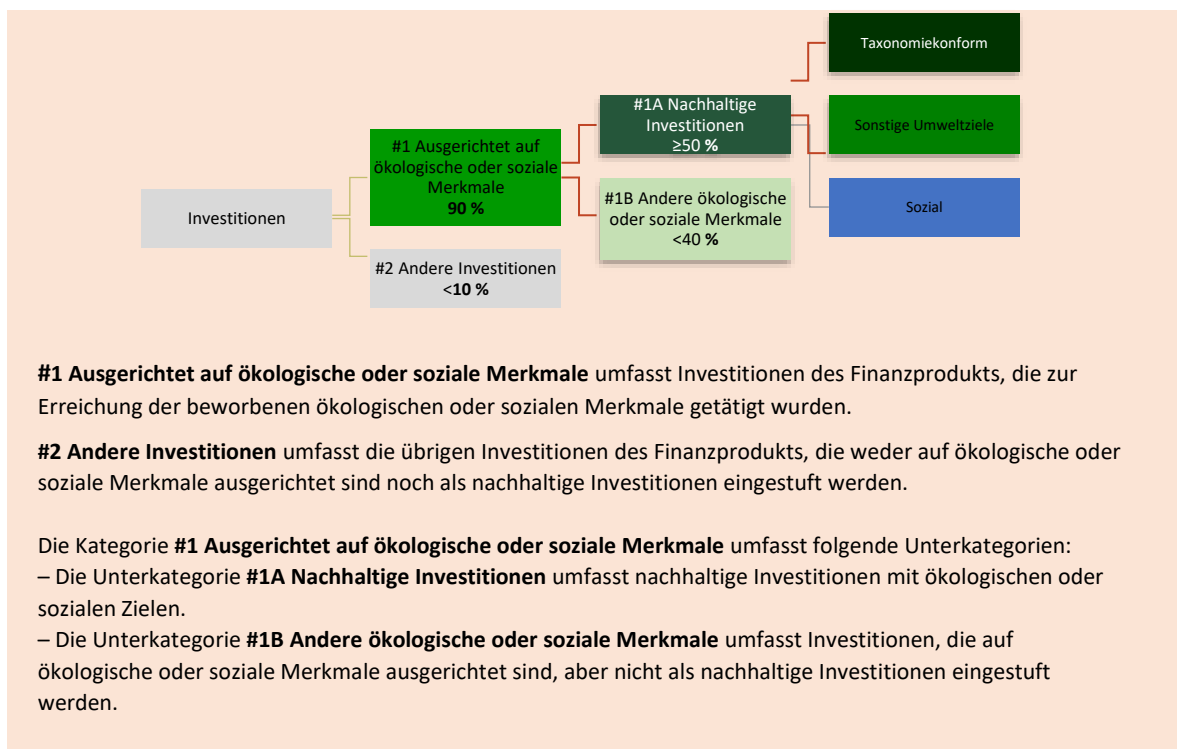 Taxonomiekonform
#1A Nachhaltige
Investitionen
≥50 %
Sonstige Umweltziele
#1 Ausgerichtet auf
ökologische oder soziale
Merkmale
90 %
#1B Andere ökologische
oder soziale Merkmale
<40 %
Sozial
Investitionen
#2 Andere Investitionen
<10 %
#1 Ausgerichtet auf ökologische oder soziale Merkmale umfasst Investitionen des Finanzprodukts, die zur
Erreichung der beworbenen ökologischen oder sozialen Merkmale getätigt wurden.
#2 Andere Investitionen umfasst die übrigen Investitionen des Finanzprodukts, die weder auf ökologische oder
soziale Merkmale ausgerichtet sind noch als nachhaltige Investitionen eingestuft werden.
Die Kategorie #1 Ausgerichtet auf ökologische oder soziale Merkmale umfasst folgende Unterkategorien:
– Die Unterkategorie #1A Nachhaltige Investitionen umfasst nachhaltige Investitionen mit ökologischen oder
sozialen Zielen.
– Die Unterkategorie #1B Andere ökologische oder soziale Merkmale umfasst Investitionen, die auf
ökologische oder soziale Merkmale ausgerichtet sind, aber nicht als nachhaltige Investitionen eingestuft
werden.